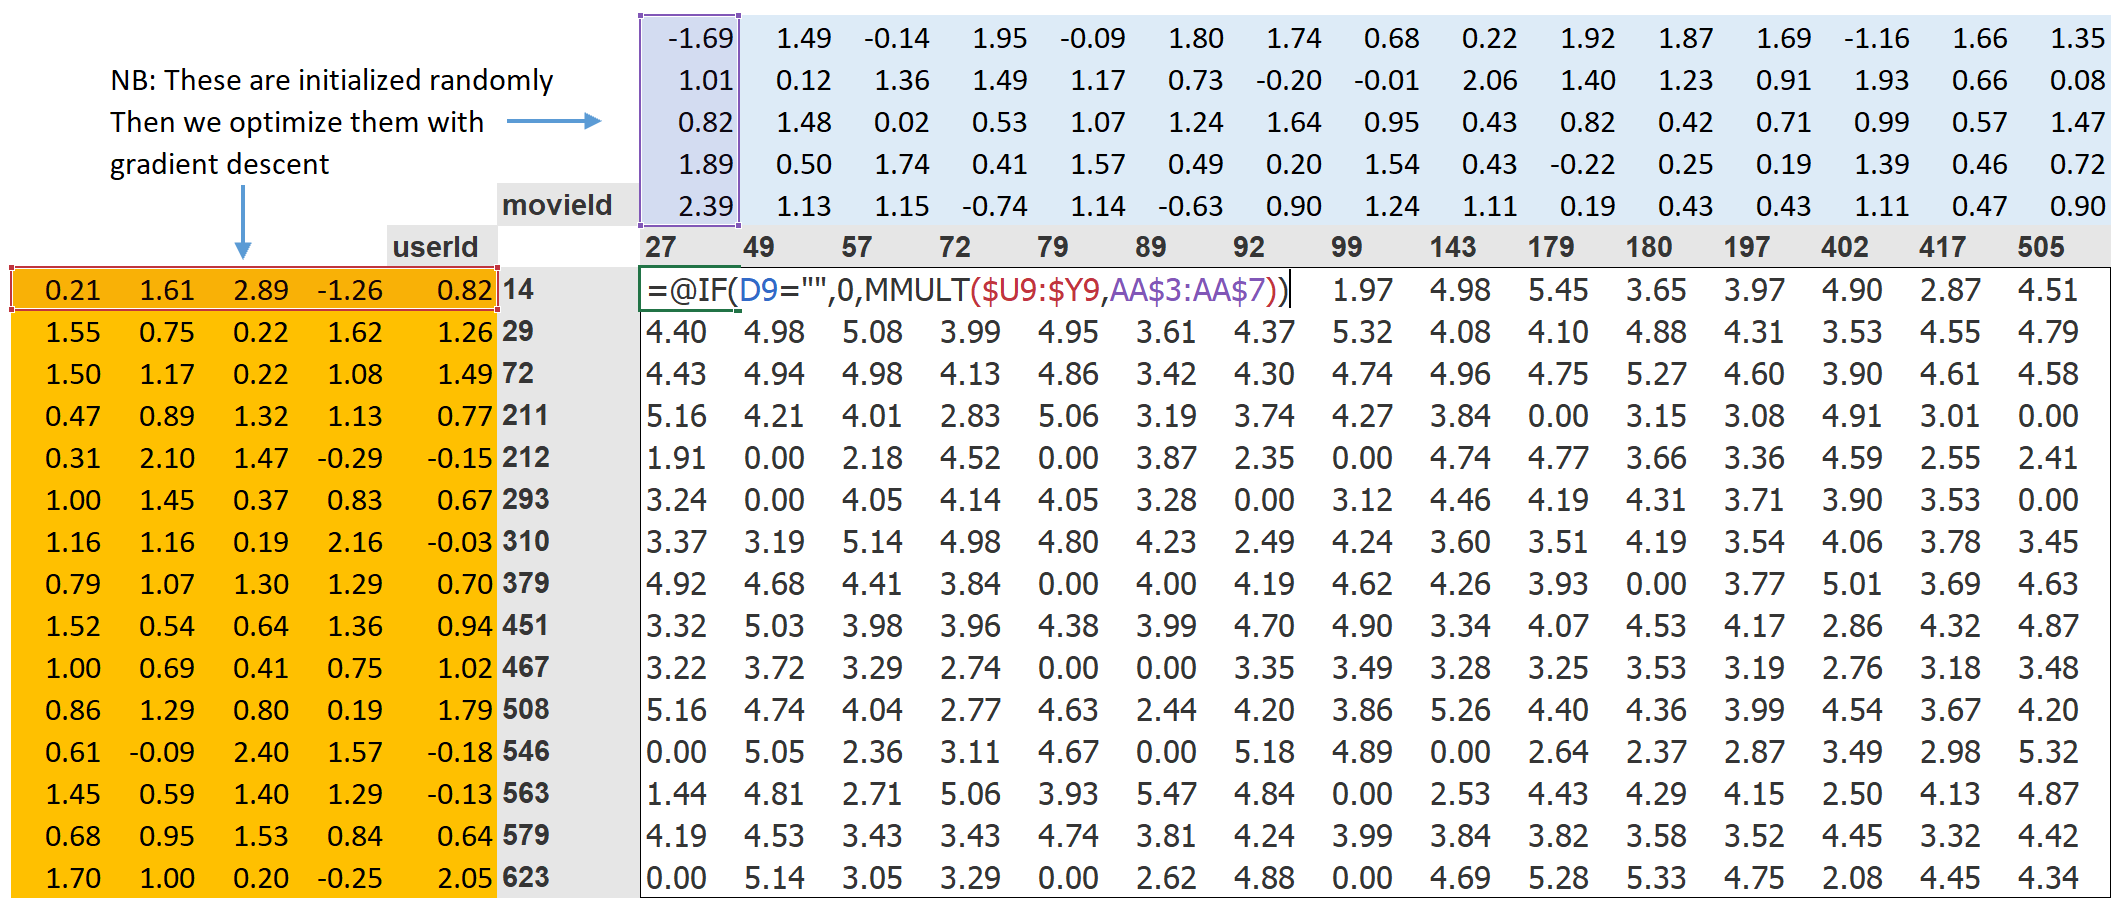 -1.69 1.49 -0.14 1.95 -0.09 1.80 1.74 0.68 0.22 1.92 1.87 1.69 -1.16 1.66 1.35
NB: These are initialized randomly 1.01 0.12 1.36 1.49 1.17 0.73 -0.20 -0.01 2.06 1.40 1.23 0.91 1.93 0.66 0.08
Then we optimize them with 0.82 1.48 0.02 0.53 1.07 1.24 1.64 0.95 0.43 0.82 0.42 0.71 0.99 0.57 1.47
gradient descent 1.89 0.50 1.74 0.41 1.57 0.49 0.20 1.54 0.43 -0.22 0.25 0.19 1.39 0.46 0.72
movieId 2.39 1.13 1.15 -0.74 1.14 -0.63 0.90 1.24 1.11 0.19 0.43 0.43 1.11 0.47 0.90
userId 27 49 57 72 79 89 92 99 143 179 180 197 402 417 505
0.21 1.61 2.89 -1.26 0.82 14 =@IF(D9="",0,MMULT($U9:$Y9,AA$3:AA$7)) 1.97 4.98 5.45 3.65 3.97 4.90 2.87 4.51
1.55 0.75 0.22 1.62 1.26 29 4.40 4.98 5.08 3.99 4.95 3.61 4.37 5.32 4.08 4.10 4.88 4.31 3.53 4.55 4.79
1.50 1.17 0.22 1.08 1.49 72 4.43 4.94 4.98 4.13 4.86 3.42 4.30 4.74 4.96 4.75 5.27 4.60 3.90 4.61 4.58
0.47 0.89 1.32 1.13 0.77 211 5.16 4.21 4.01 2.83 5.06 3.19 3.74 4.27 3.84 0.00 3.15 3.08 4.91 3.01 0.00
0.31 2.10 1.47 -0.29 -0.15 212 1.91 0.00 2.18 4.52 0.00 3.87 2.35 0.00 4.74 4.77 3.66 3.36 4.59 2.55 2.41
1.00 1.45 0.37 0.83 0.67 293 3.24 0.00 4.05 4.14 4.05 3.28 0.00 3.12 4.46 4.19 4.31 3.71 3.90 3.53 0.00
1.16 1.16 0.19 2.16 -0.03 310 3.37 3.19 5.14 4.98 4.80 4.23 2.49 4.24 3.60 3.51 4.19 3.54 4.06 3.78 3.45
0.79 1.07 1.30 1.29 0.70 379 4.92 4.68 4.41 3.84 0.00 4.00 4.19 4.62 4.26 3.93 0.00 3.77 5.01 3.69 4.63
1.52 0.54 0.64 1.36 0.94 451 3.32 5.03 3.98 3.96 4.38 3.99 4.70 4.90 3.34 4.07 4.53 4.17 2.86 4.32 4.87
1.00 0.69 0.41 0.75 1.02 467 3.22 3.72 3.29 2.74 0.00 0.00 3.35 3.49 3.28 3.25 3.53 3.19 2.76 3.18 3.48
0.86 1.29 0.80 0.19 1.79 508 5.16 4.74 4.04 2.77 4.63 2.44 4.20 3.86 5.26 4.40 4.36 3.99 4.54 3.67 4.20
0.61 -0.09 2.40 1.57 -0.18 546 0.00 5.05 2.36 3.11 4.67 0.00 5.18 4.89 0.00 2.64 2.37 2.87 3.49 2.98 5.32
1.45 0.59 1.40 1.29 -0.13 563 1.44 4.81 2.71 5.06 3.93 5.47 4.84 0.00 2.53 4.43 4.29 4.15 2.50 4.13 4.87
0.68 0.95 1.53 0.84 0.64 579 4.19 4.53 3.43 3.43 4.74 3.81 4.24 3.99 3.84 3.82 3.58 3.52 4.45 3.32 4.42
1.70 1.00 0.20 -0.25 2.05 623 0.00 5.14 3.05 3.29 0.00 2.62 4.88 0.00 4.69 5.28 5.33 4.75 2.08 4.45 4.34